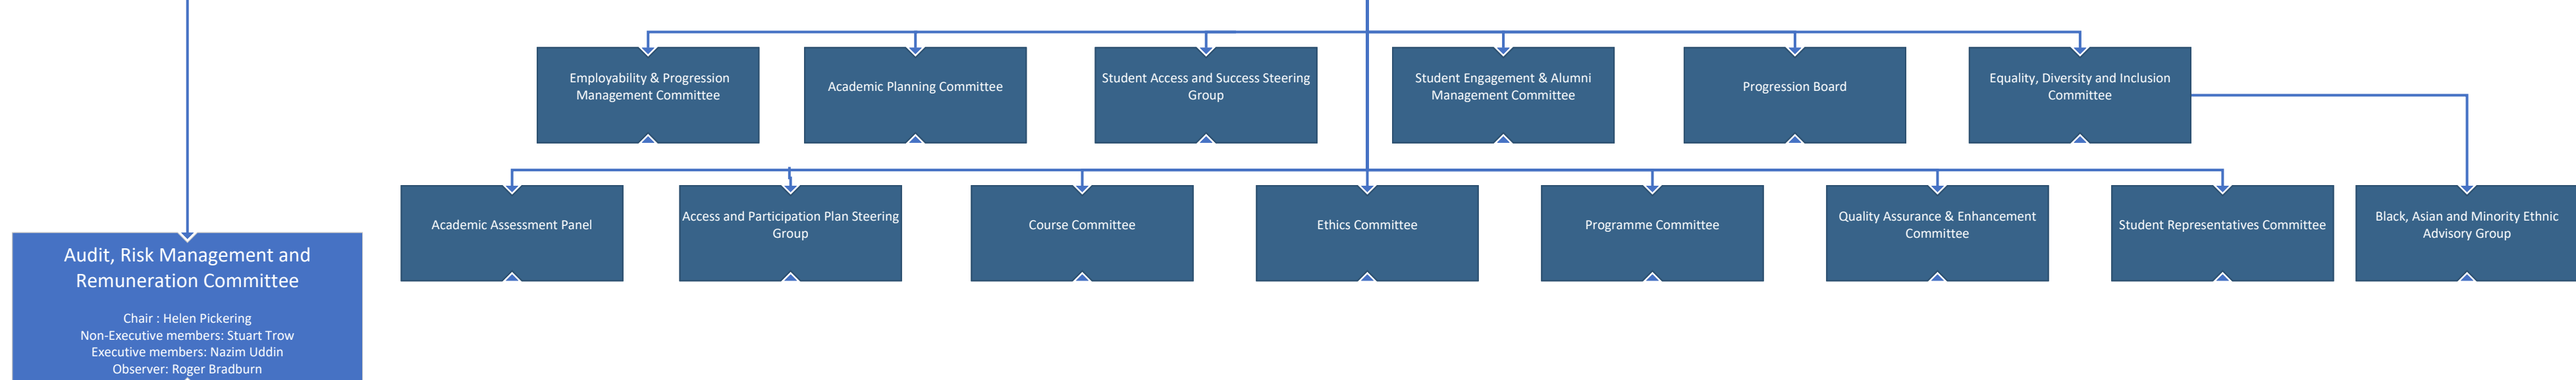 Employability & Progression
Management Committee
Academic Planning Committee
Student Access and Success Steering
Group
Student Engagement & Alumni
Management Committee
Progression Board
Equality, Diversity and Inclusion
Committee
Academic Assessment Panel
Access and Participation Plan Steering
Group
Course Committee
Ethics Committee
Programme Committee
Quality Assurance & Enhancement
Committee
Student Representatives Committee
Black, Asian and Minority Ethnic
Advisory Group
Audit, Risk Management and
Remuneration Committee
Chair : Helen Pickering
Non-Executive members: Stuart Trow
Executive members: Nazim Uddin
Observer: Roger Bradburn